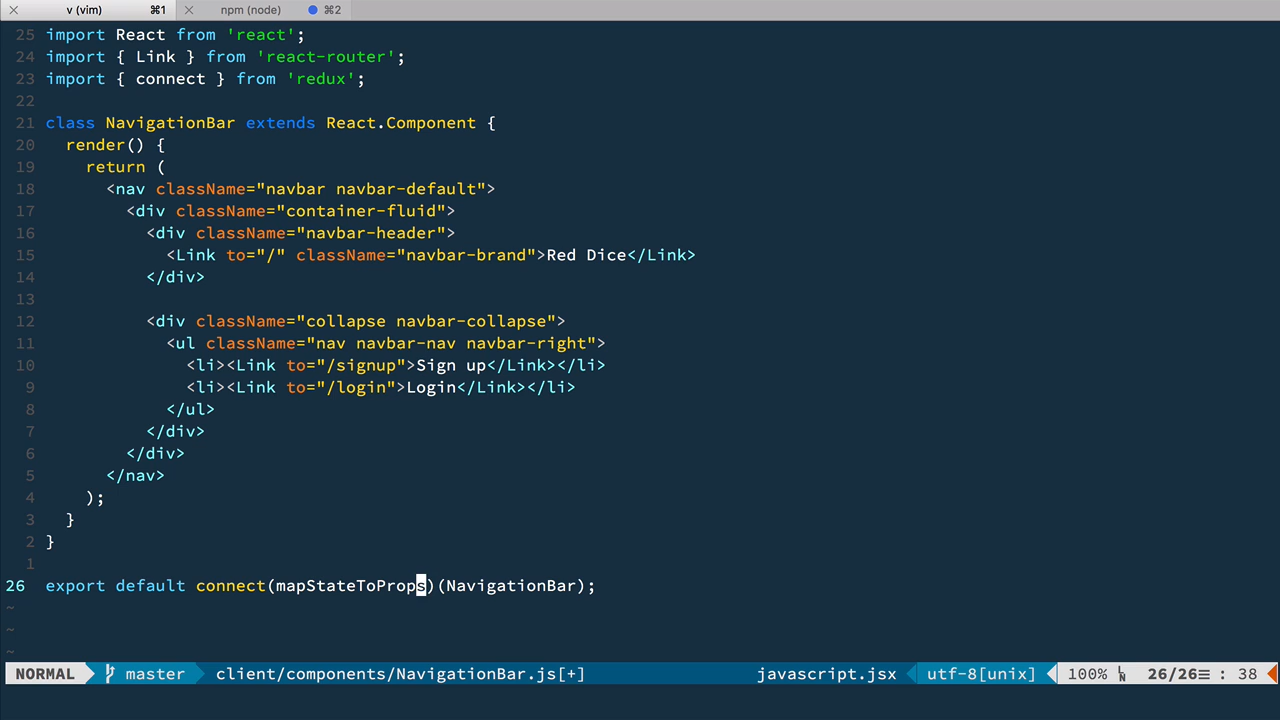 v (vim) ⌘1 npm (node) ⌘2
25 import React from 'react';
24 import { Link } from 'react-router';
23 import { connect } from 'redux';
22
21 class NavigationBar extends React.Component {
20   render() {
19     return (
18       <nav className="navbar navbar-default">
17         <div className="container-fluid">
16           <div className="navbar-header">
15             <Link to="/" className="navbar-brand">Red Dice</Link>
14           </div>
13
12           <div className="collapse navbar-collapse">
11             <ul className="nav navbar-nav navbar-right">
10               <li><Link to="/signup">Sign up</Link></li>
9               <li><Link to="/login">Login</Link></li>
8             </ul>
7           </div>
6         </div>
5       </nav>
4     );
3   }
2 }
1
26 export default connect(mapStateToProps)(NavigationBar);
~
~
~
NORMAL master client/components/NavigationBar.js[+] javascript.jsx utf-8[unix] 100% ␤ 26/26≡ : 38